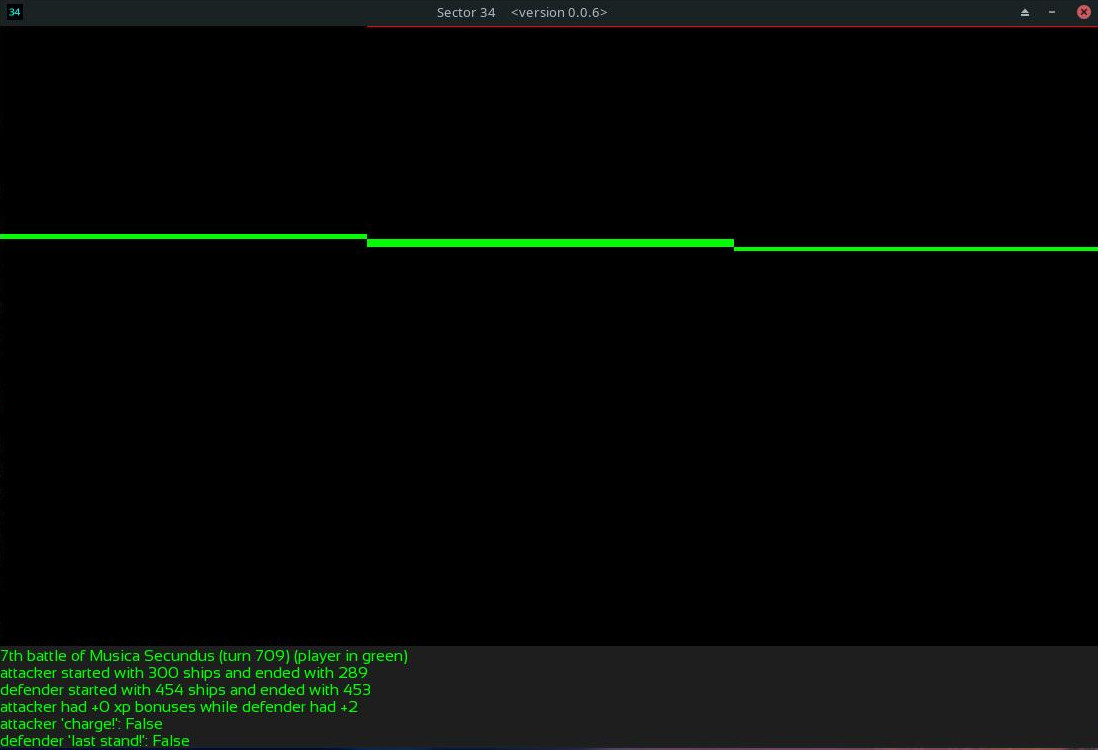 34
Sector 34 <version 0.0.6>
7th battle of Musica Secundus (turn 709) (player in green)
attacker started with 300 ships and ended with 289
defender started with 454 ships and ended with 453
attacker had +0 xp bonuses while defender had +2
attacker 'charge!': False
defender 'last stand!': False